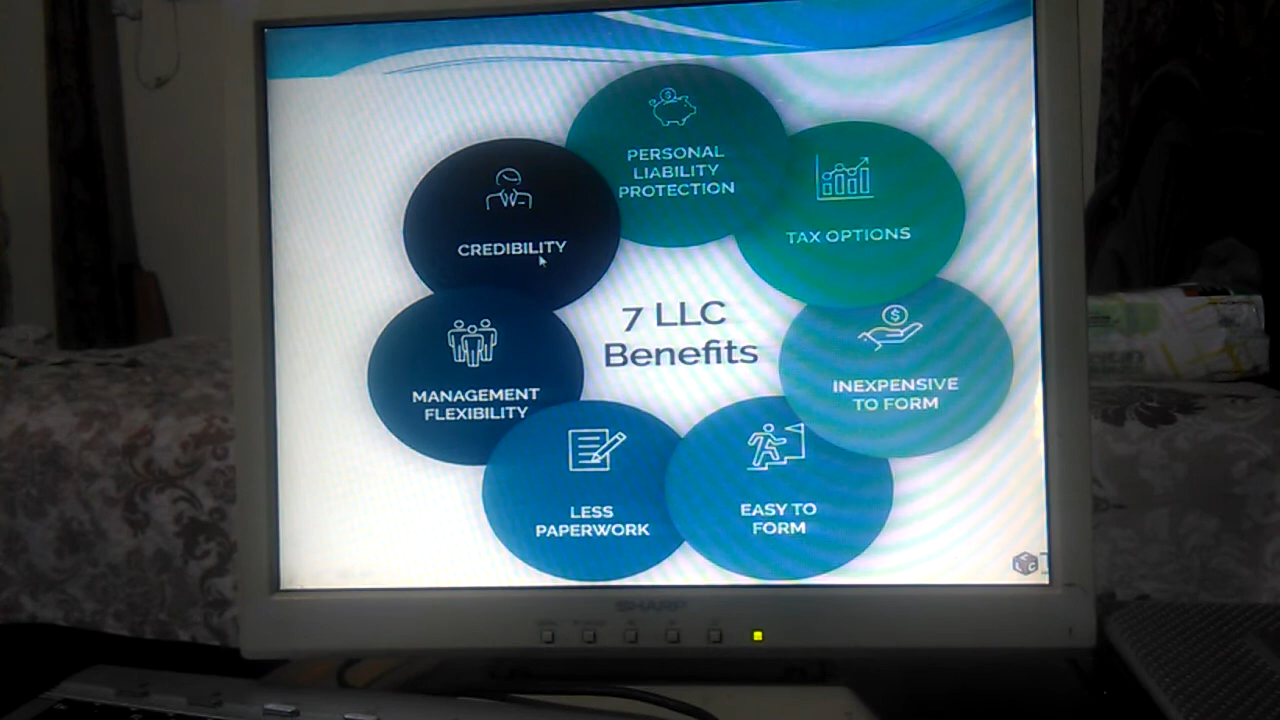 PERSONAL
LIABILITY
PROTECTION
TAX OPTIONS
INEXPENSIVE
TO FORM
EASY TO
FORM
LESS
PAPERWORK
MANAGEMENT
FLEXIBILITY
CREDIBILITY
7 LLC
Benefits
SHARP